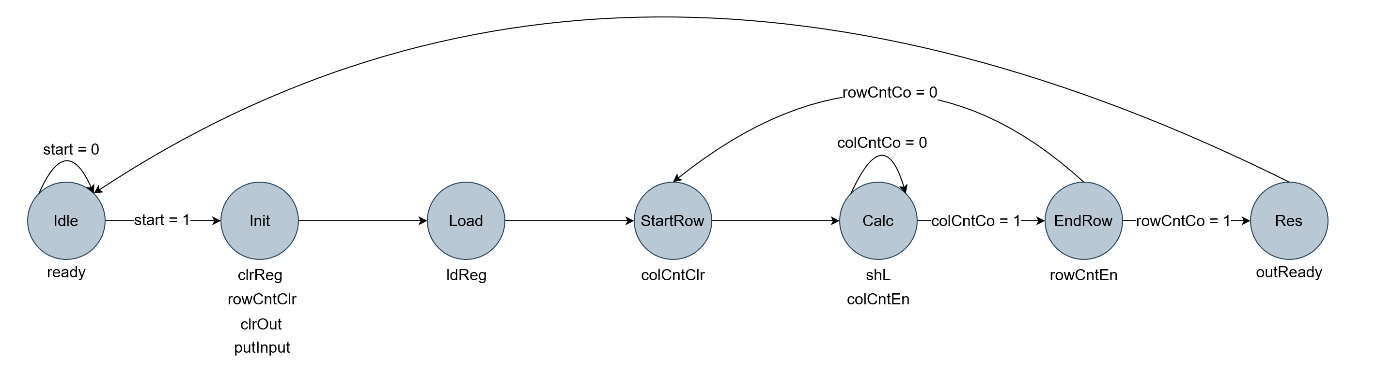 rowCntCo = 0
start = 0
colCntCo = 0
Idle
start = 1
Init
Load
StartRow
Calc
colCntCo = 1
EndRow
rowCntCo = 1
Res
ready
clrReg
rowCntClr
clrOut
putInput
ldReg
colCntClr
shL
colCntEn
rowCntEn
outReady